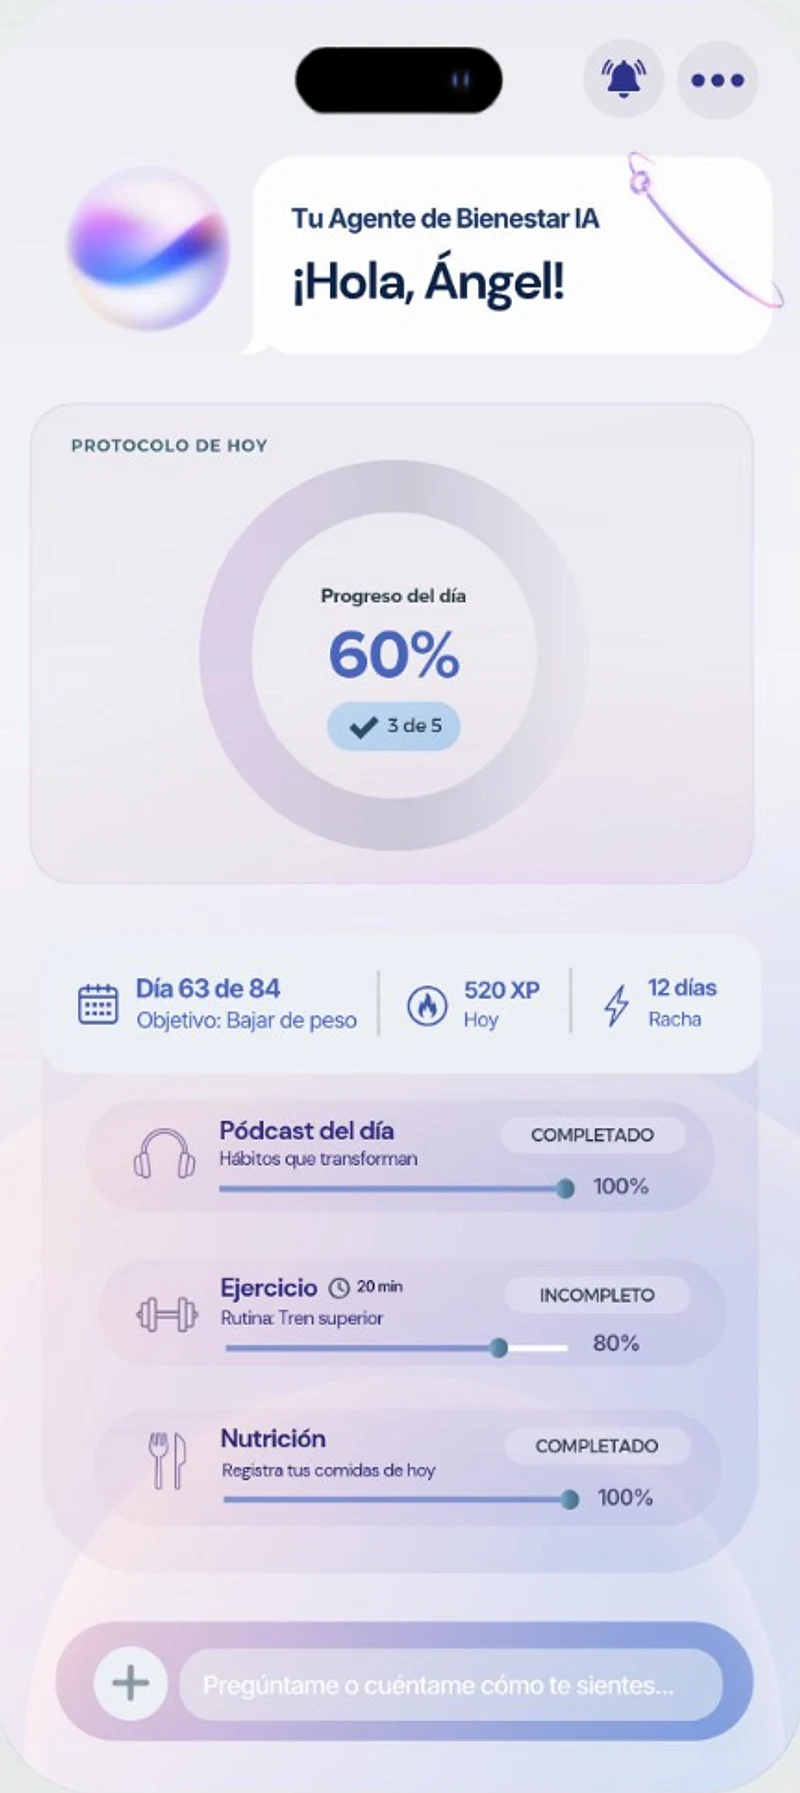 Tu Agente de Bienestar IA
¡Hola, Ángel!
PROTOCOLO DE HOY
Progreso del día
60%
3 de 5
Día 63 de 84
Objetivo: Bajar de peso
520 XP
Hoy
12 días
Racha
Pódcast del día
COMPLETADO
Hábitos que transforman
100%
Ejercicio 20 min
INCOMPLETO
Rutina: Tren superior
80%
Nutrición
COMPLETADO
Registra tus comidas de hoy
100%
Pregúntame o cuéntame cómo te sientes...